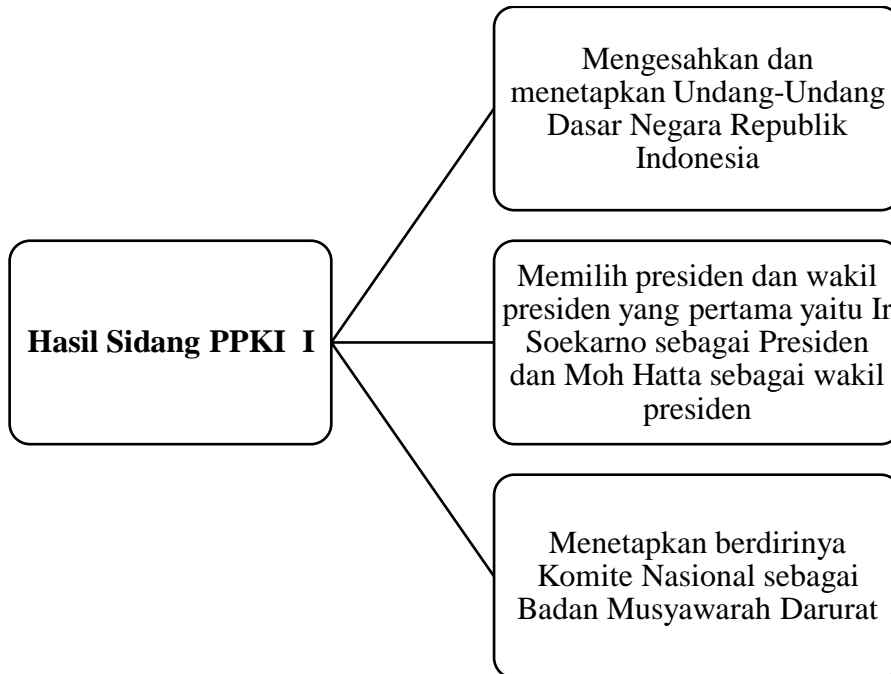 Mengesahkan dan
menetapkan Undang-Undang
Dasar Negara Republik
Indonesia
Hasil Sidang PPKI I
Memilih presiden dan wakil
presiden yang pertama yaitu Ir
Soekarno sebagai Presiden
dan Moh Hatta sebagai wakil
presiden
Menetapkan berdirinya
Komite Nasional sebagai
Badan Musyawarah Darurat